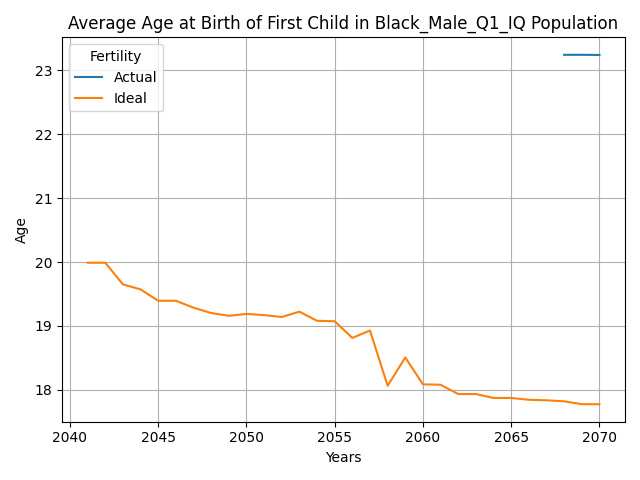 Average Age at Birth of First Child in Black_Male_Q1_IQ Population
Fertility
Actual
Ideal
23
22
21
20
19
18
Age
2040 2045 2050 2055 2060 2065 2070
Years